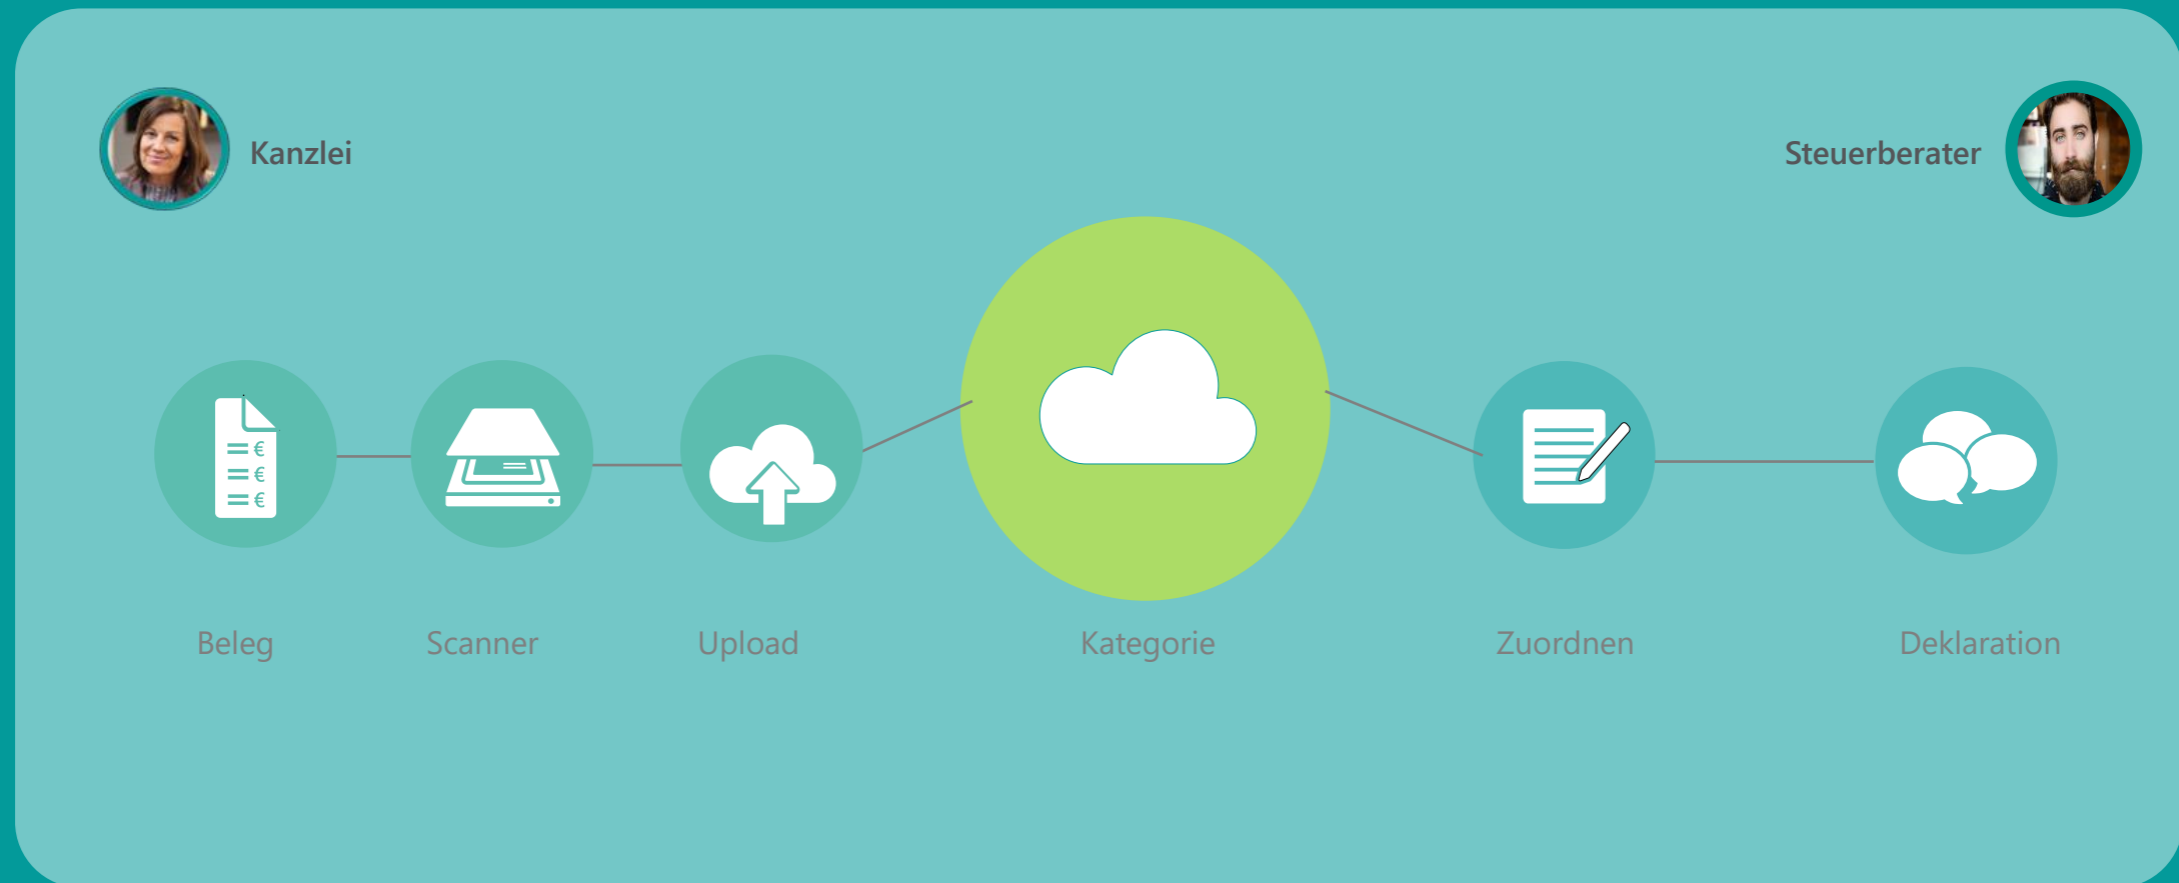 Kanzlei
Steuerberater
= €
= €
= €
Beleg
Scanner
Upload
Kategorie
Zuordnen
Deklaration